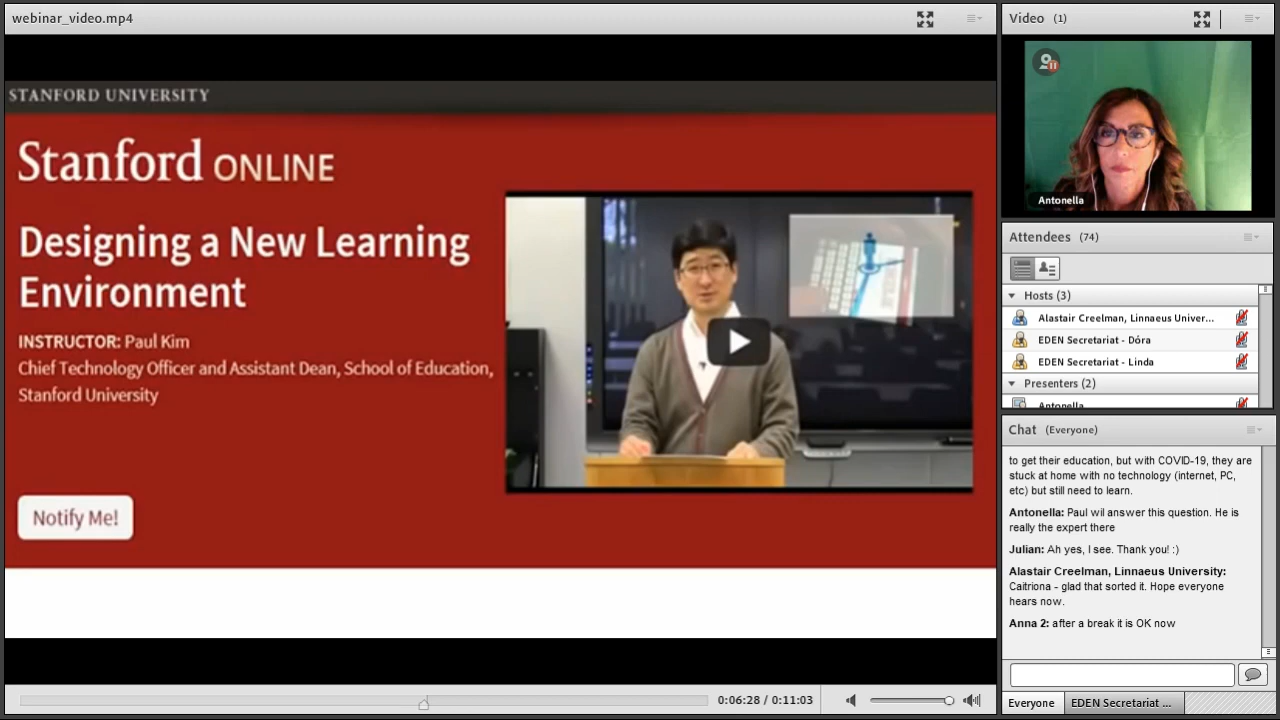 webinar_video.mp4
STANFORD UNIVERSITY
Stanford ONLINE
Designing a New Learning
Environment
INSTRUCTOR: Paul Kim
Chief Technology Officer and Assistant Dean, School of Education,
Stanford University
Notify Me!
0:06:28 / 0:11:03
Video (1)
Antonella
Attendees (74)
Hosts (3)
Alastair Creelman, Linnaeus Univer...
EDEN Secretariat - Dóra
EDEN Secretariat - Linda
Presenters (2)
Antonella
Chat (Everyone)
to get their education, but with COVID-19, they are
stuck at home with no technology (internet, PC,
etc) but still need to learn.
Antonella: Paul wil answer this question. He is
really the expert there
Julian: Ah yes, I see. Thank you! :)
Alastair Creelman, Linnaeus University:
Caitriona - glad that sorted it. Hope everyone
hears now.
Anna 2: after a break it is OK now
Everyone
EDEN Secretariat ...